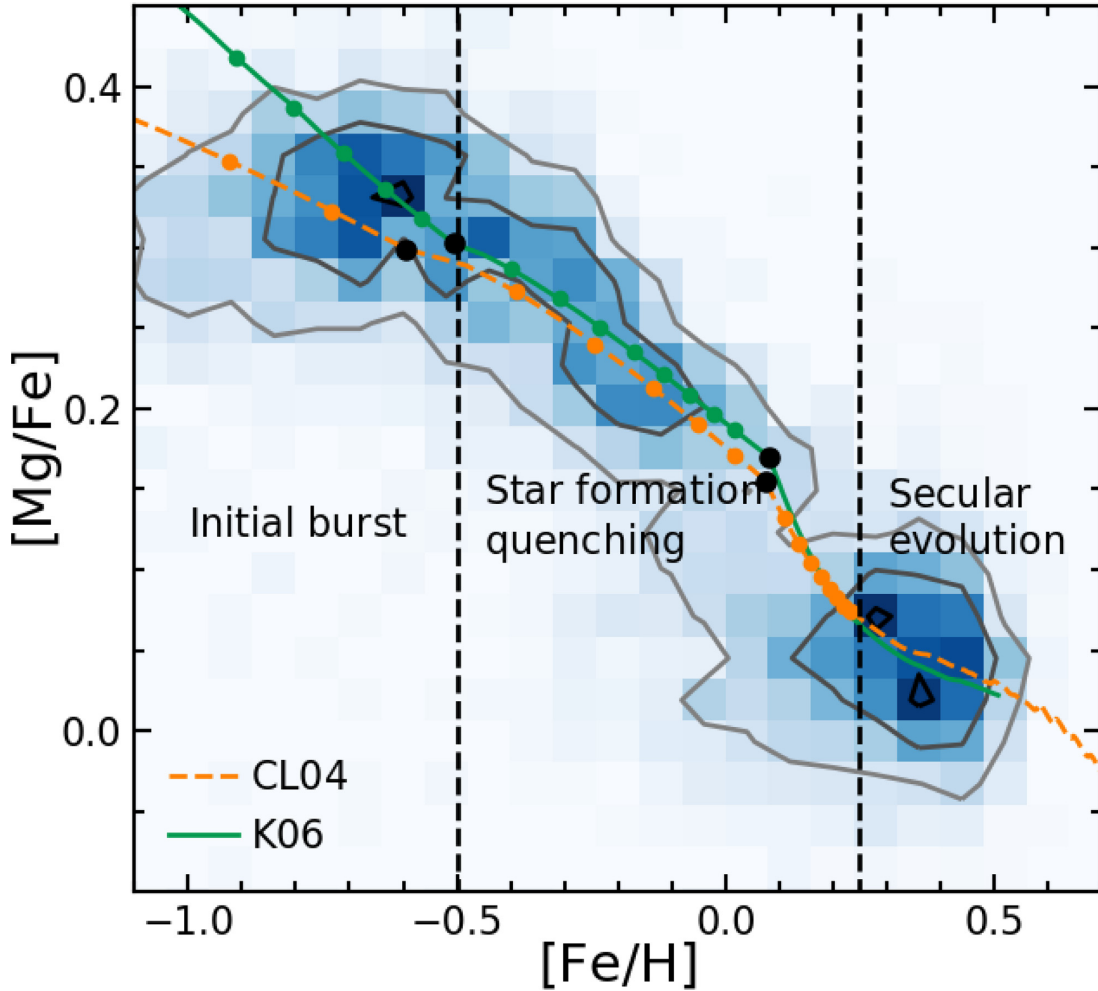 [Mg/Fe]
0.4
0.2
0.0
Initial burst
Star formation
quenching
Secular
evolution
CL04
K06
−1.0
−0.5
0.0
0.5
[Fe/H]